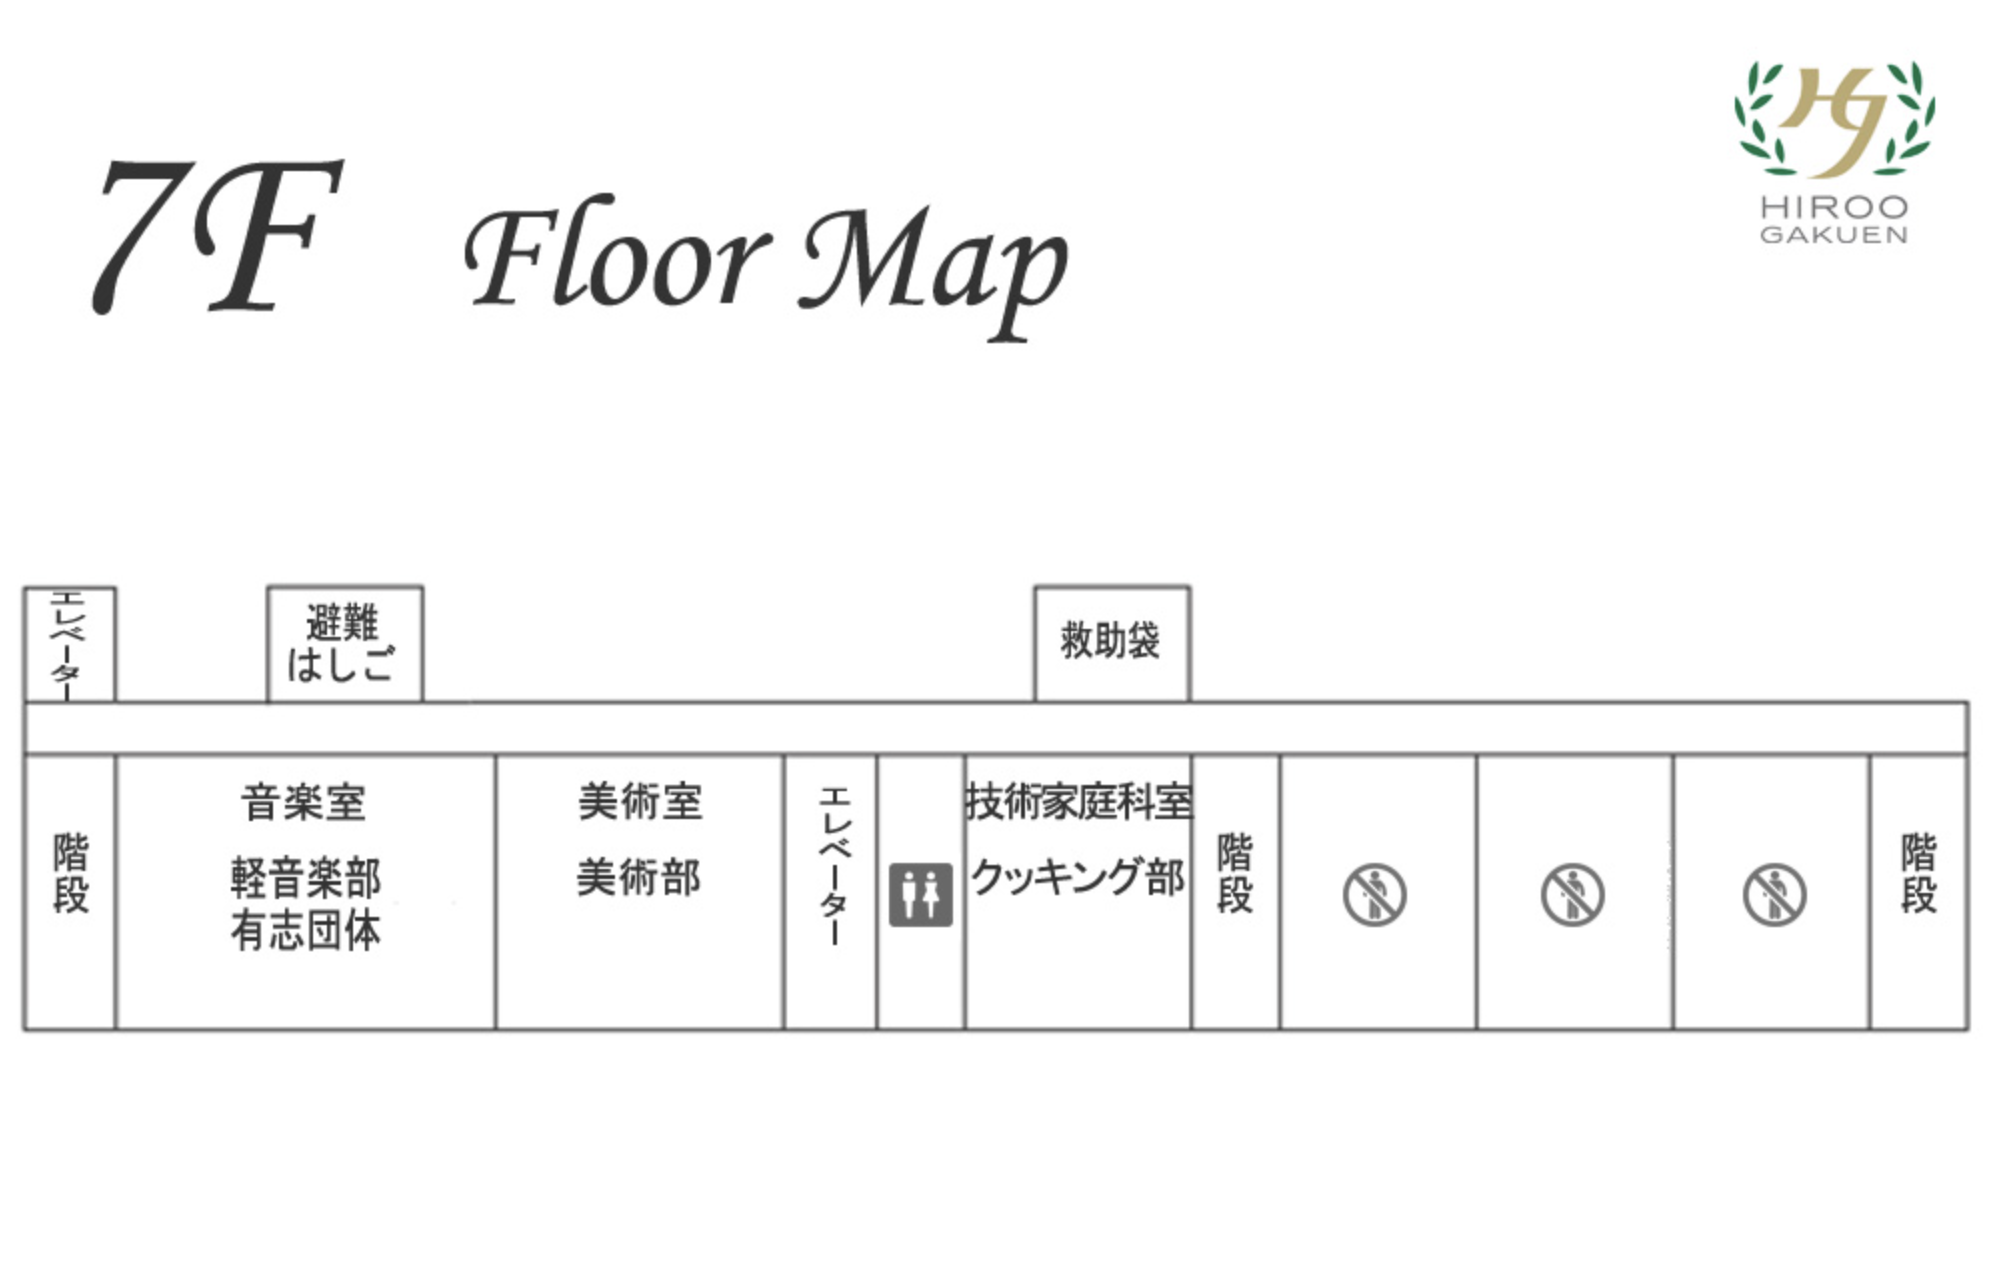 7F Floor Map
HIROO
GAKUEN
エレベーター
避難
はしご
救助袋
階段
音楽室
軽音楽部
有志団体
美術室
美術部
エレベーター
技術家庭科室
クッキング部
階段
階段